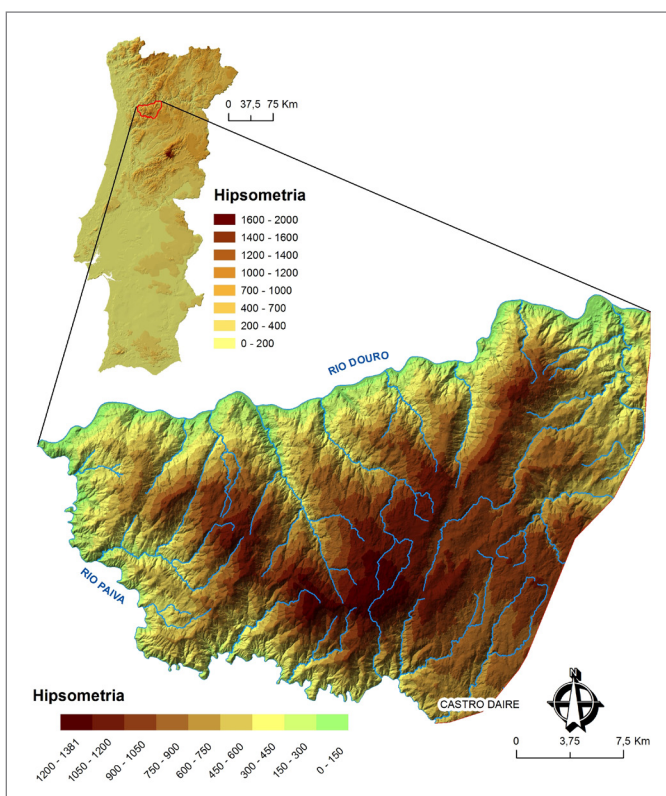 0 37,5 75 Km
Hipsometria
1600 - 2000
1400 - 1600
1200 - 1400
1000 - 1200
700 - 1000
400 - 700
200 - 400
0 - 200
RIO DOURO
RIO PAIVA
CASTRO DAIRE
N
Hipsometria
1200 - 1381
1050 - 1200
900 - 1050
750 - 900
600 - 750
450 - 600
300 - 450
150 - 300
0 - 150
0 3,75 7,5 Km